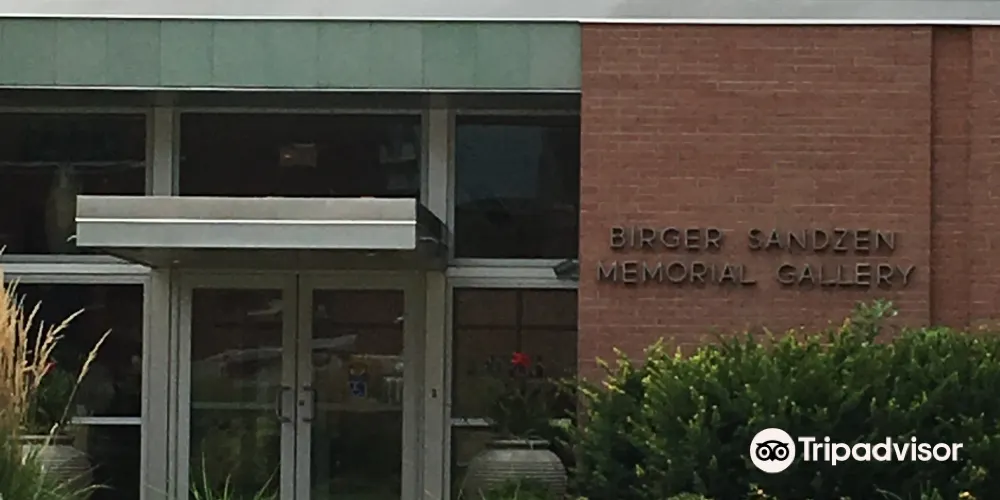 BIRGER SANDZEN
MEMORIAL GALLERY
Tripadvisor